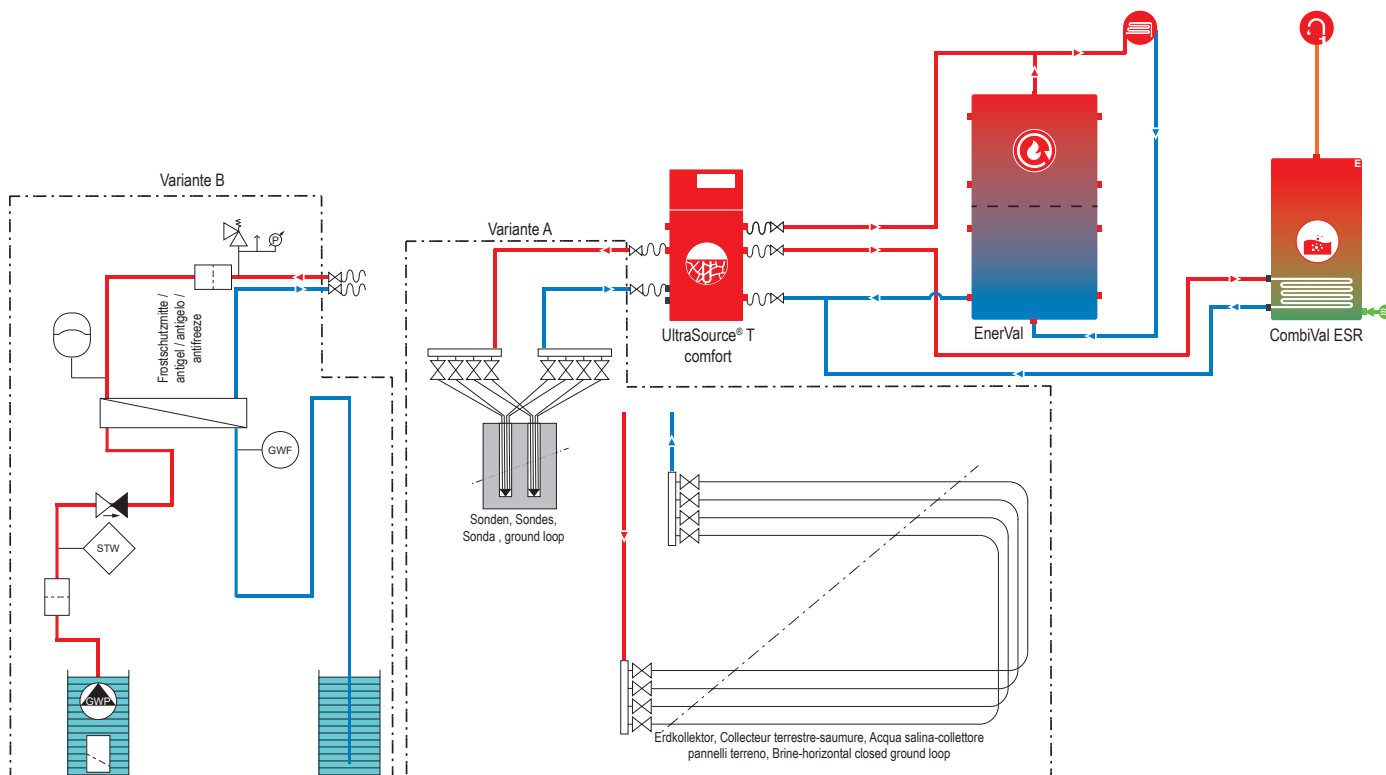 Variante B
Variante A
P
Frostschutzmitte /
antigel / antigelo /
antifreeze
GWF
STW
GWP
UltraSource® T
comfort
EnerVal
1
E
CombiVal ESR
Sonden, Sondes,
Sonda , ground loop
Erdkollektor, Collecteur terrestre-saumure, Acqua salina-collettore
pannelli terreno, Brine-horizontal closed ground loop